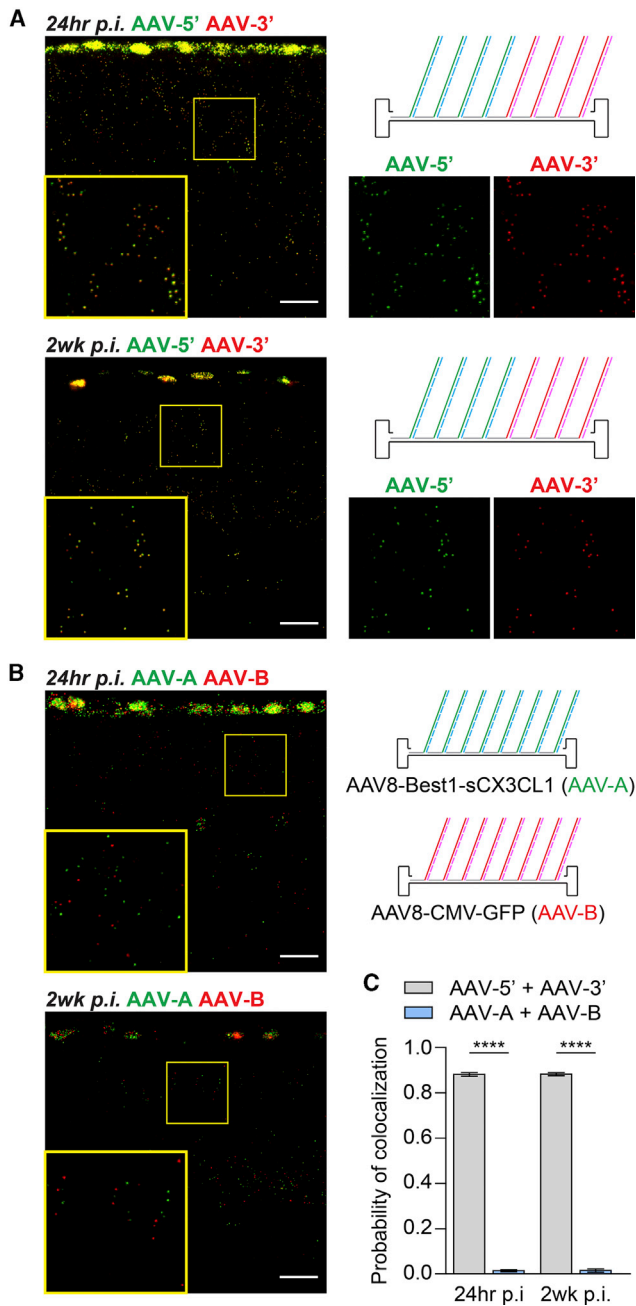 A
24hr p.i. AAV-5’ AAV-3’
AAV-5’ AAV-3’
2wk p.i. AAV-5’ AAV-3’
AAV-5’ AAV-3’
B
24hr p.i. AAV-A AAV-B
AAV8-Best1-sCX3CL1 (AAV-A)
AAV8-CMV-GFP (AAV-B)
2wk p.i. AAV-A AAV-B
C
AAV-5’ + AAV-3’
AAV-A + AAV-B
Probability of colocalization
1.0
0.8
0.6
0.4
0.2
0.0
**** ****
24hr p.i 2wk p.i.